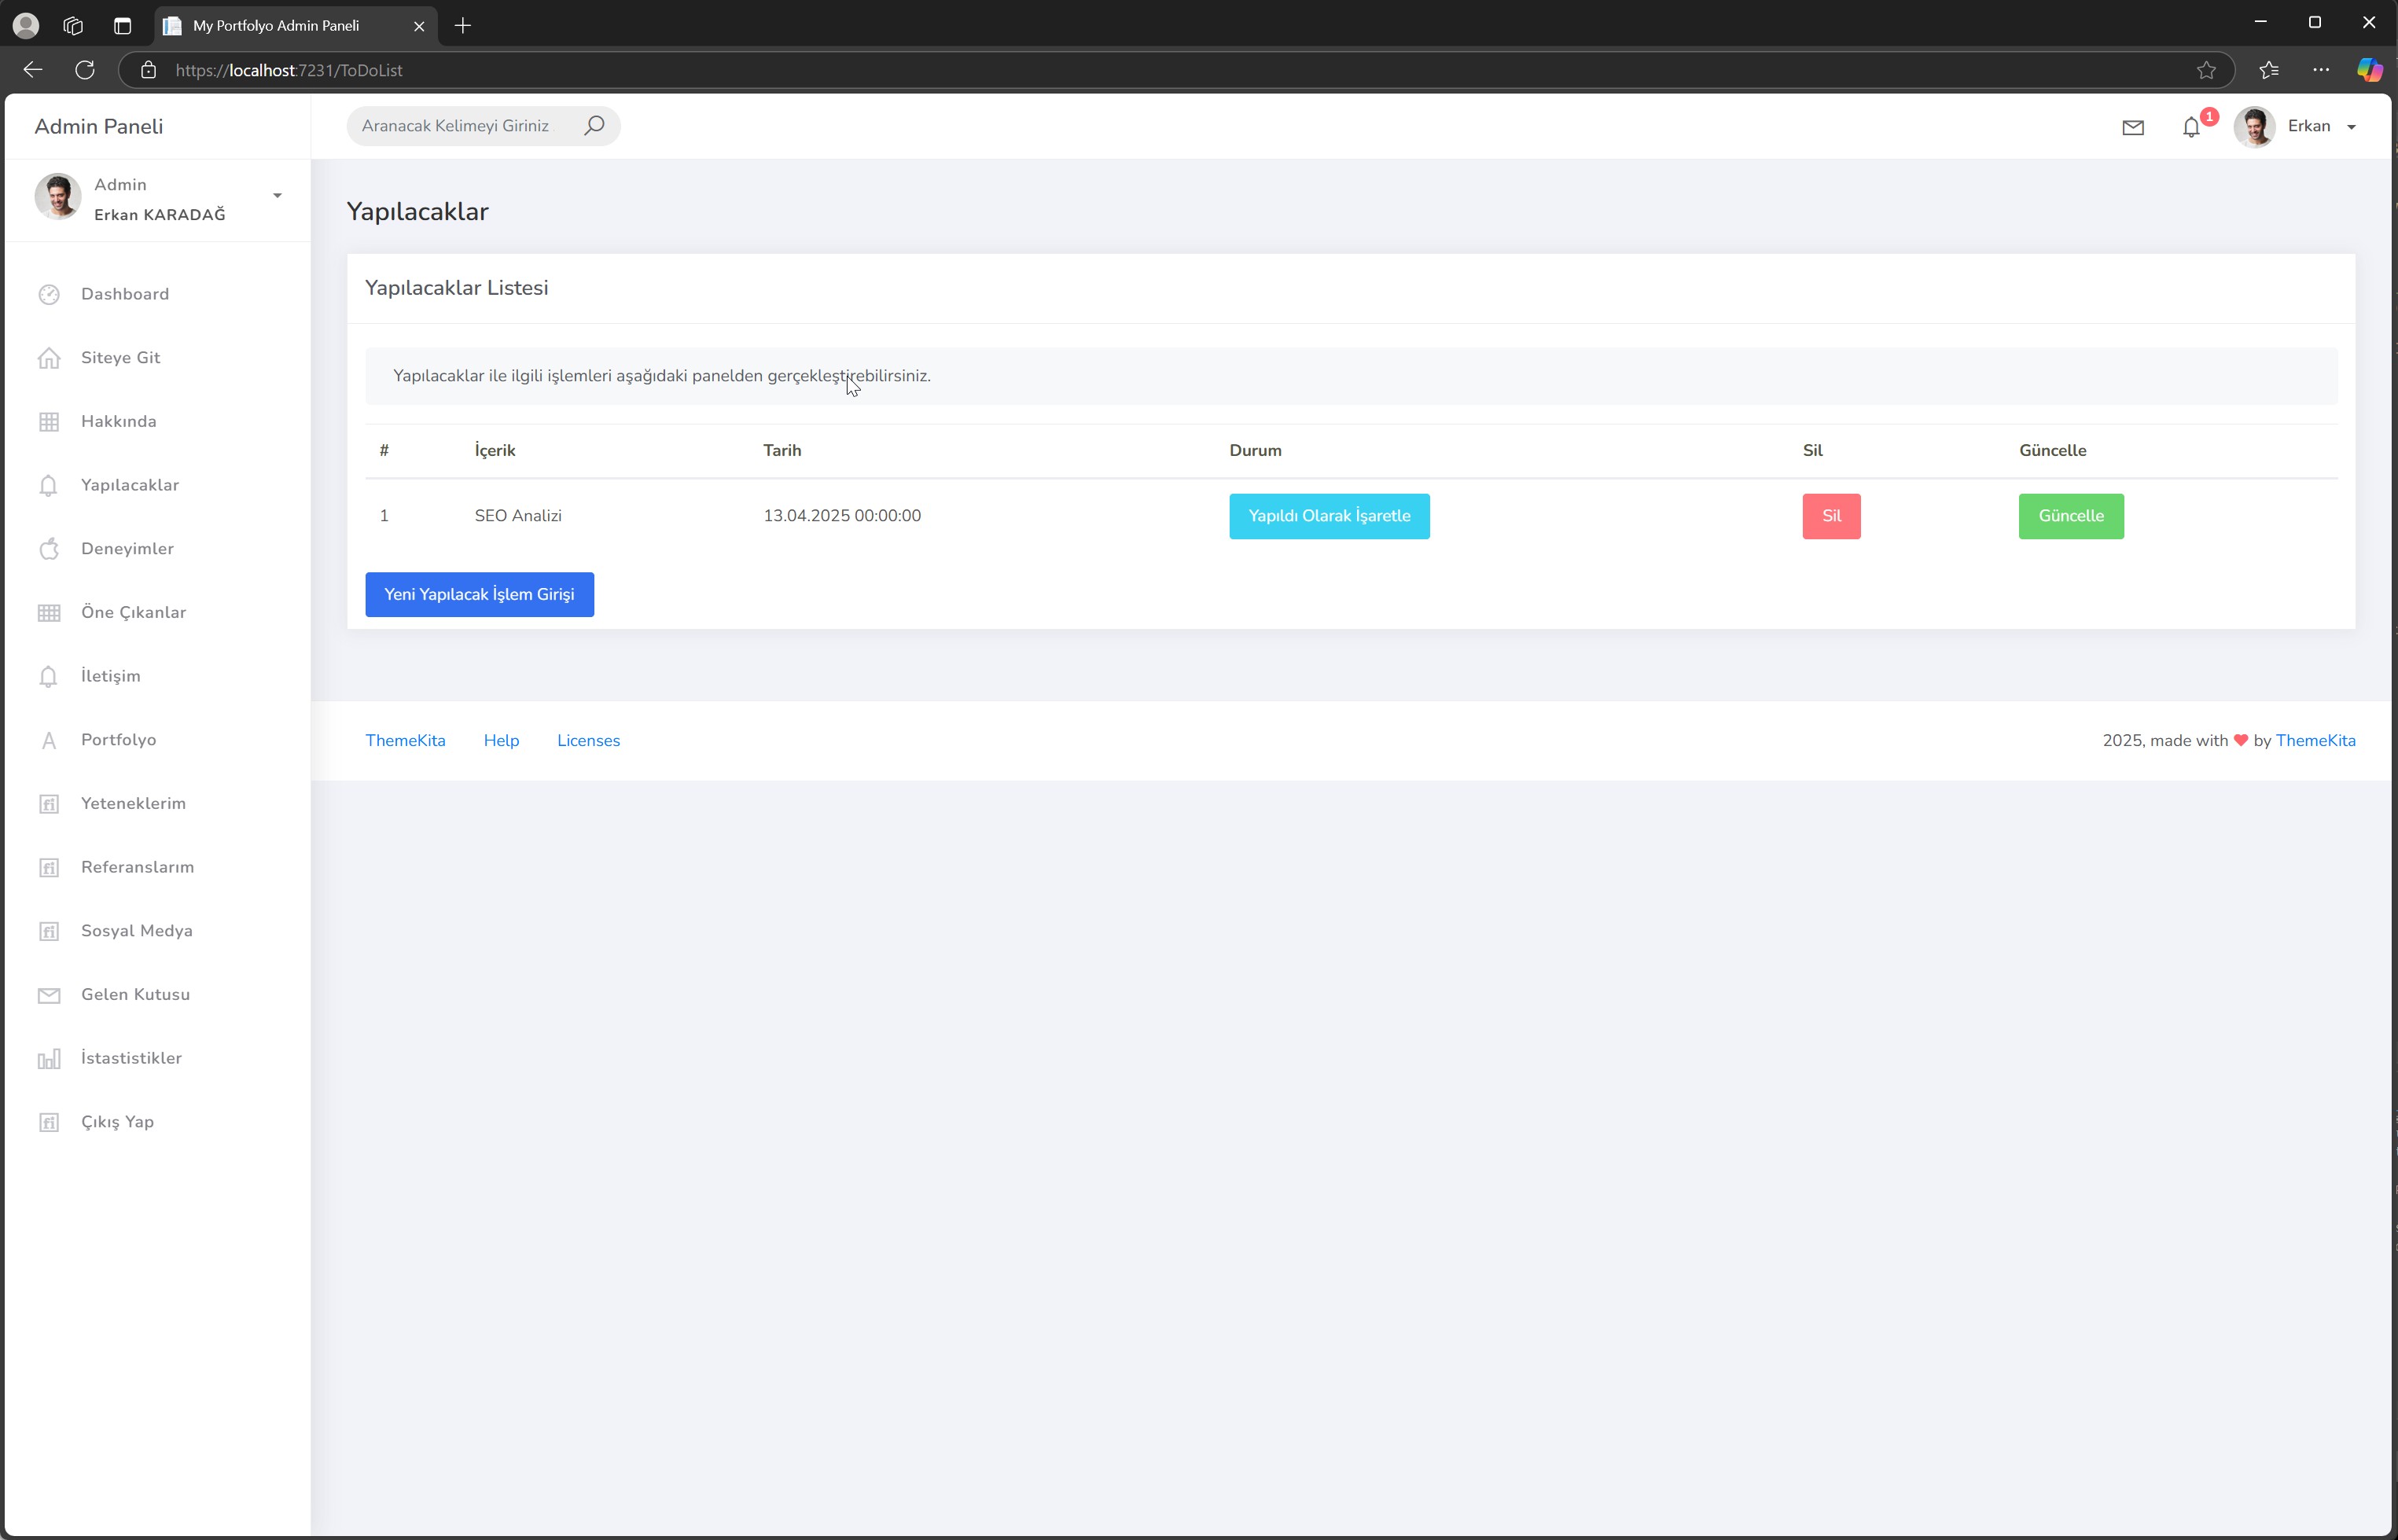 My Portfolyo Admin Paneli
https://localhost:7231/ToDoList
Admin Paneli
Aranacak Kelimeyi Giriniz
1
Erkan
Admin
Erkan KARADAĞ
Dashboard
Siteye Git
Hakkında
Yapılacaklar
Deneyimler
Öne Çıkanlar
İletişim
Portfolyo
Yeteneklerim
Referanslarım
Sosyal Medya
Gelen Kutusu
İstastistikler
Çıkış Yap
Yapılacaklar
Yapılacaklar Listesi
Yapılacaklar ile ilgili işlemleri aşağıdaki panelden gerçekleştirebilirsiniz.
# İçerik Tarih Durum Sil Güncelle
1 SEO Analizi 13.04.2025 00:00:00 Yapıldı Olarak İşaretle Sil Güncelle
Yeni Yapılacak İşlem Girişi
ThemeKita Help Licenses
2025, made with ❤ by ThemeKita